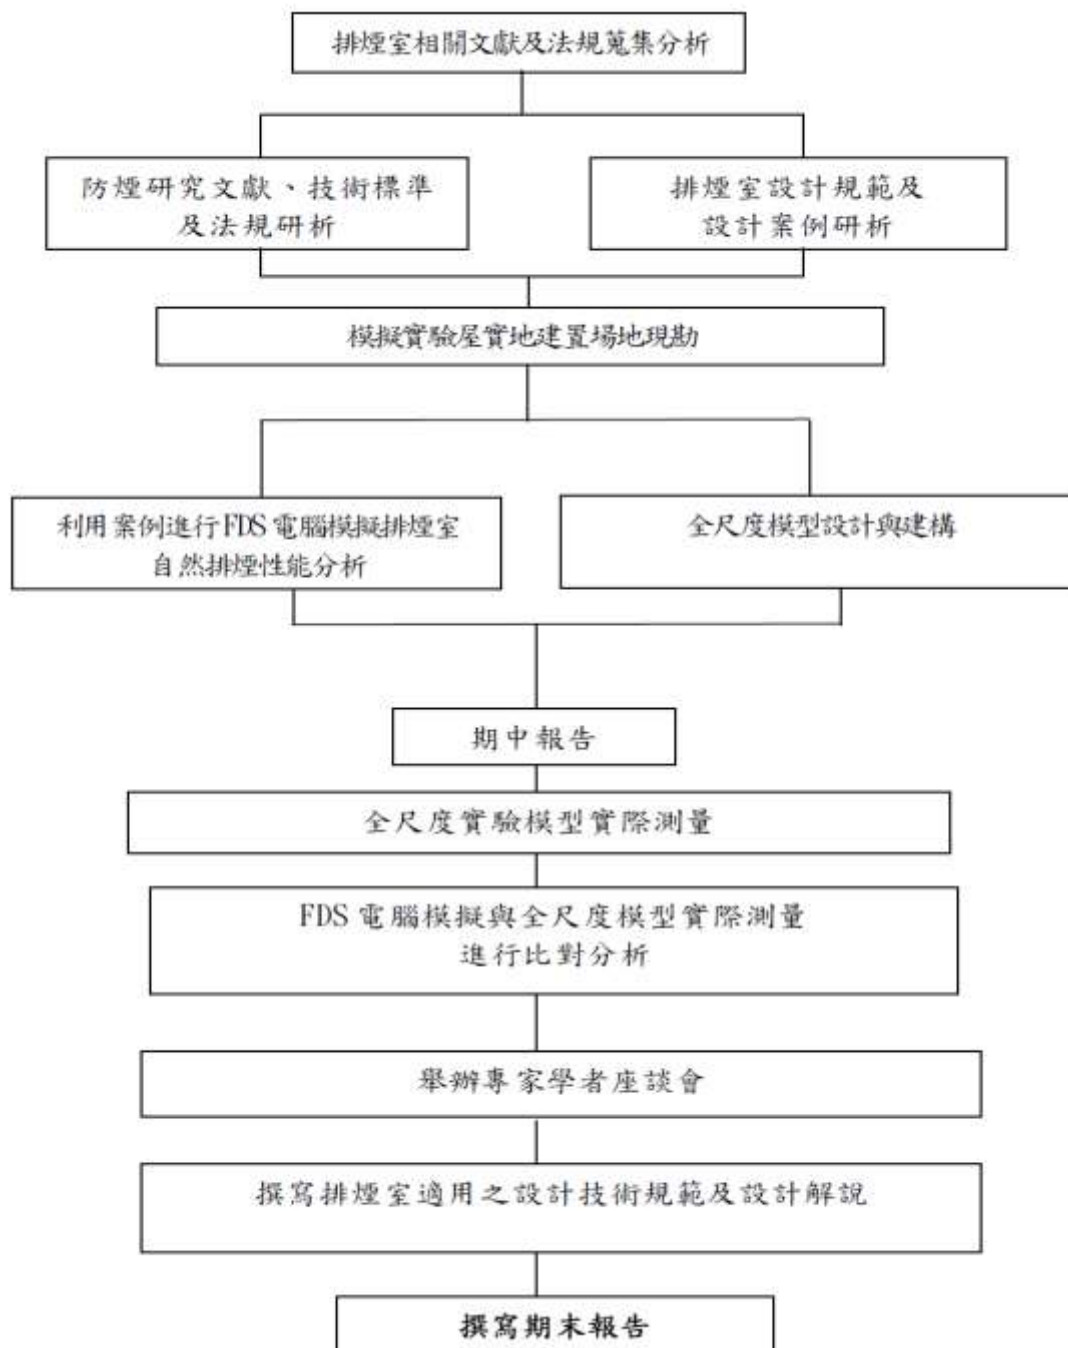 排煙室相關文獻及法規蒐集分析
防煙研究文獻、技術標準
及法規研析
排煙室設計規範及
設計案例研析
模擬實驗屋實地建置場地現勘
利用案例進行FDS電腦模擬排煙室
自然排煙性能分析
全尺度模型設計與建構
期中報告
全尺度實驗模型實際測量
FDS電腦模擬與全尺度模型實際測量
進行比對分析
舉辦專家學者座談會
撰寫排煙室適用之設計技術規範及設計解說
撰寫期末報告